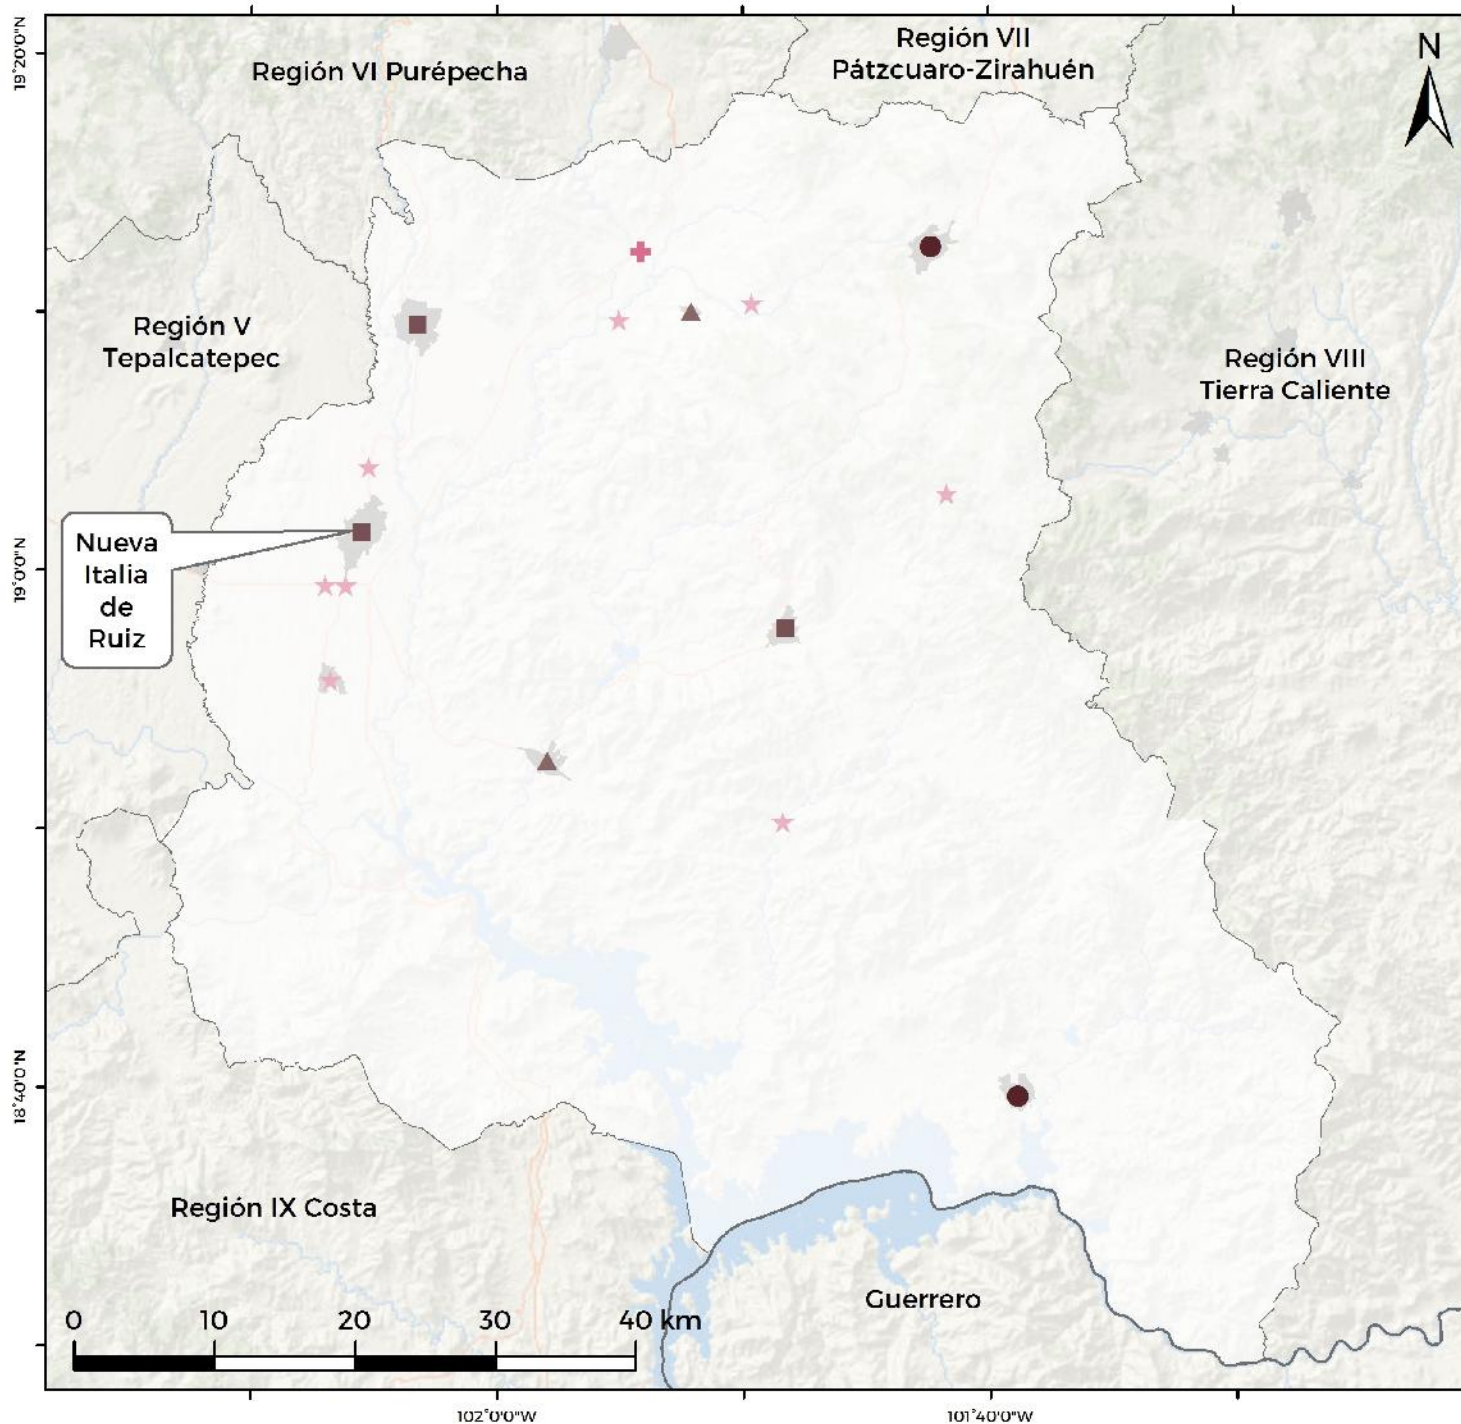 Región VII
Pátzcuaro-Zirahuén
N
Región VI Purépecha
19°20'0"N
Región V
Tepalcatepec
Región VIII
Tierra Caliente
Nueva
Italia
de
Ruiz
19°0'0"N
18°40'0"N
Región IX Costa
Guerrero
0 10 20 30 40 km
102°0'0"W 101°40'0"W